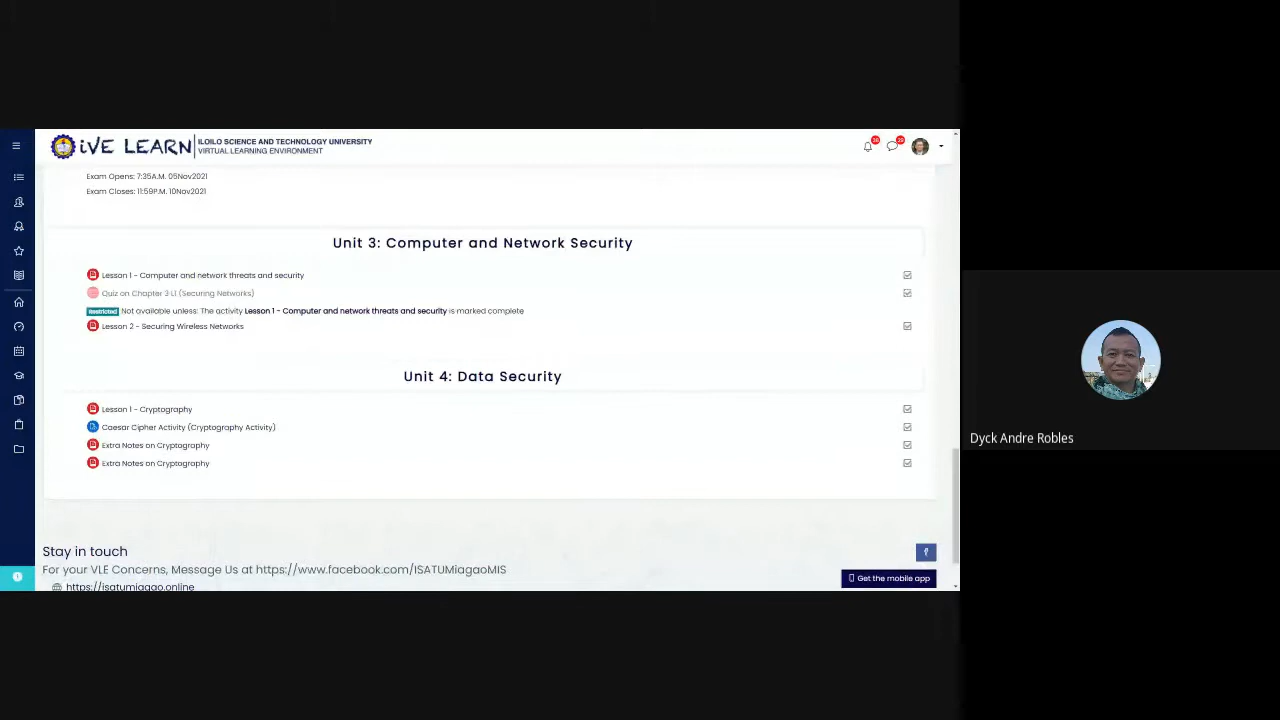 iVE LEARN
ILOILO SCIENCE AND TECHNOLOGY UNIVERSITY
VIRTUAL LEARNING ENVIRONMENT
Exam Opens: 7:35A.M. 05Nov2021
Exam Closes: 11:59P.M. 10Nov2021
Unit 3: Computer and Network Security
Lesson 1 - Computer and network threats and security
Quiz on Chapter 3 L1 (Securing Networks)
Restricted Not available unless: The activity Lesson 1 - Computer and network threats and security is marked complete
Lesson 2 - Securing Wireless Networks
Unit 4: Data Security
Lesson 1 - Cryptography
Caesar Cipher Activity (Cryptography Activity)
Extra Notes on Cryptography
Extra Notes on Cryptography
Stay in touch
For your VLE Concerns, Message Us at https://www.facebook.com/ISATUMiagaoMIS
https://isatumiagao.online
Get the mobile app
Dyck Andre Robles